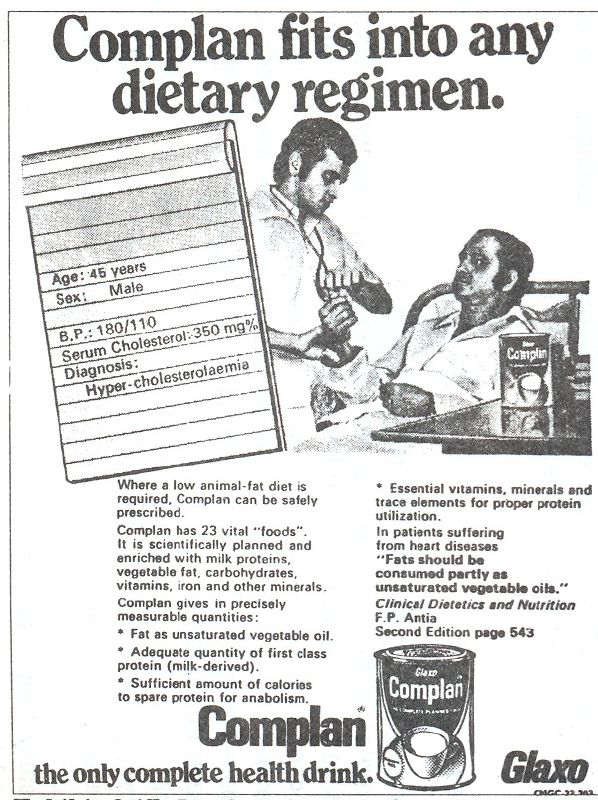 Complan fits into any
dietary regimen.
Age: 45 years
Sex: Male
B.P.: 180/110
Serum Cholesterol: 350 mg%
Diagnosis:
Hyper-cholesterolaemia
Complan
Where a low animal-fat diet is
required, Complan can be safely
prescribed.
Complan has 23 vital "foods".
It is scientifically planned and
enriched with milk proteins,
vegetable fat, carbohydrates,
vitamins, iron and other minerals.
Complan gives in precisely
measurable quantities:
* Fat as unsaturated vegetable oil.
* Adequate quantity of first class
protein (milk-derived).
* Sufficient amount of calories
to spare protein for anabolism.
* Essential vitamins, minerals and
trace elements for proper protein
utilization.
In patients suffering
from heart diseases
"Fats should be
consumed partly as
unsaturated vegetable oils."
Clinical Dietetics and Nutrition
F.P. Antia
Second Edition page 543
Glaxo
Complan
Complan®
the only complete health drink.
Glaxo